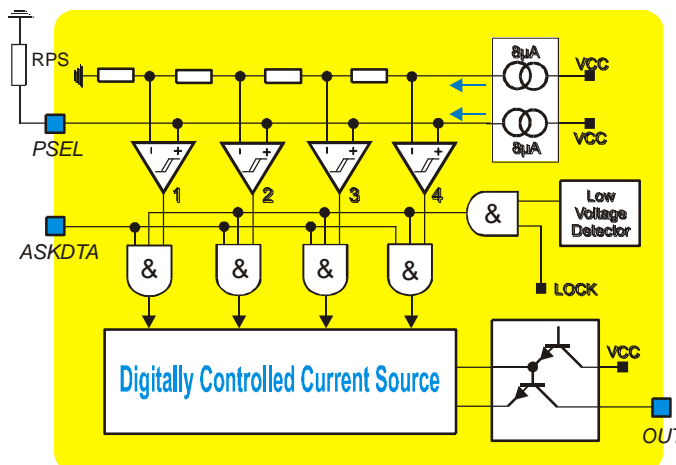 RPS
8µA
VCC
VCC
8µA
PSEL
- +
- +
- +
- +
1
2
3
4
Low
Voltage
Detector
&
ASKDTA
&
&
&
&
LOCK
Digitally Controlled Current Source
VCC
OUT